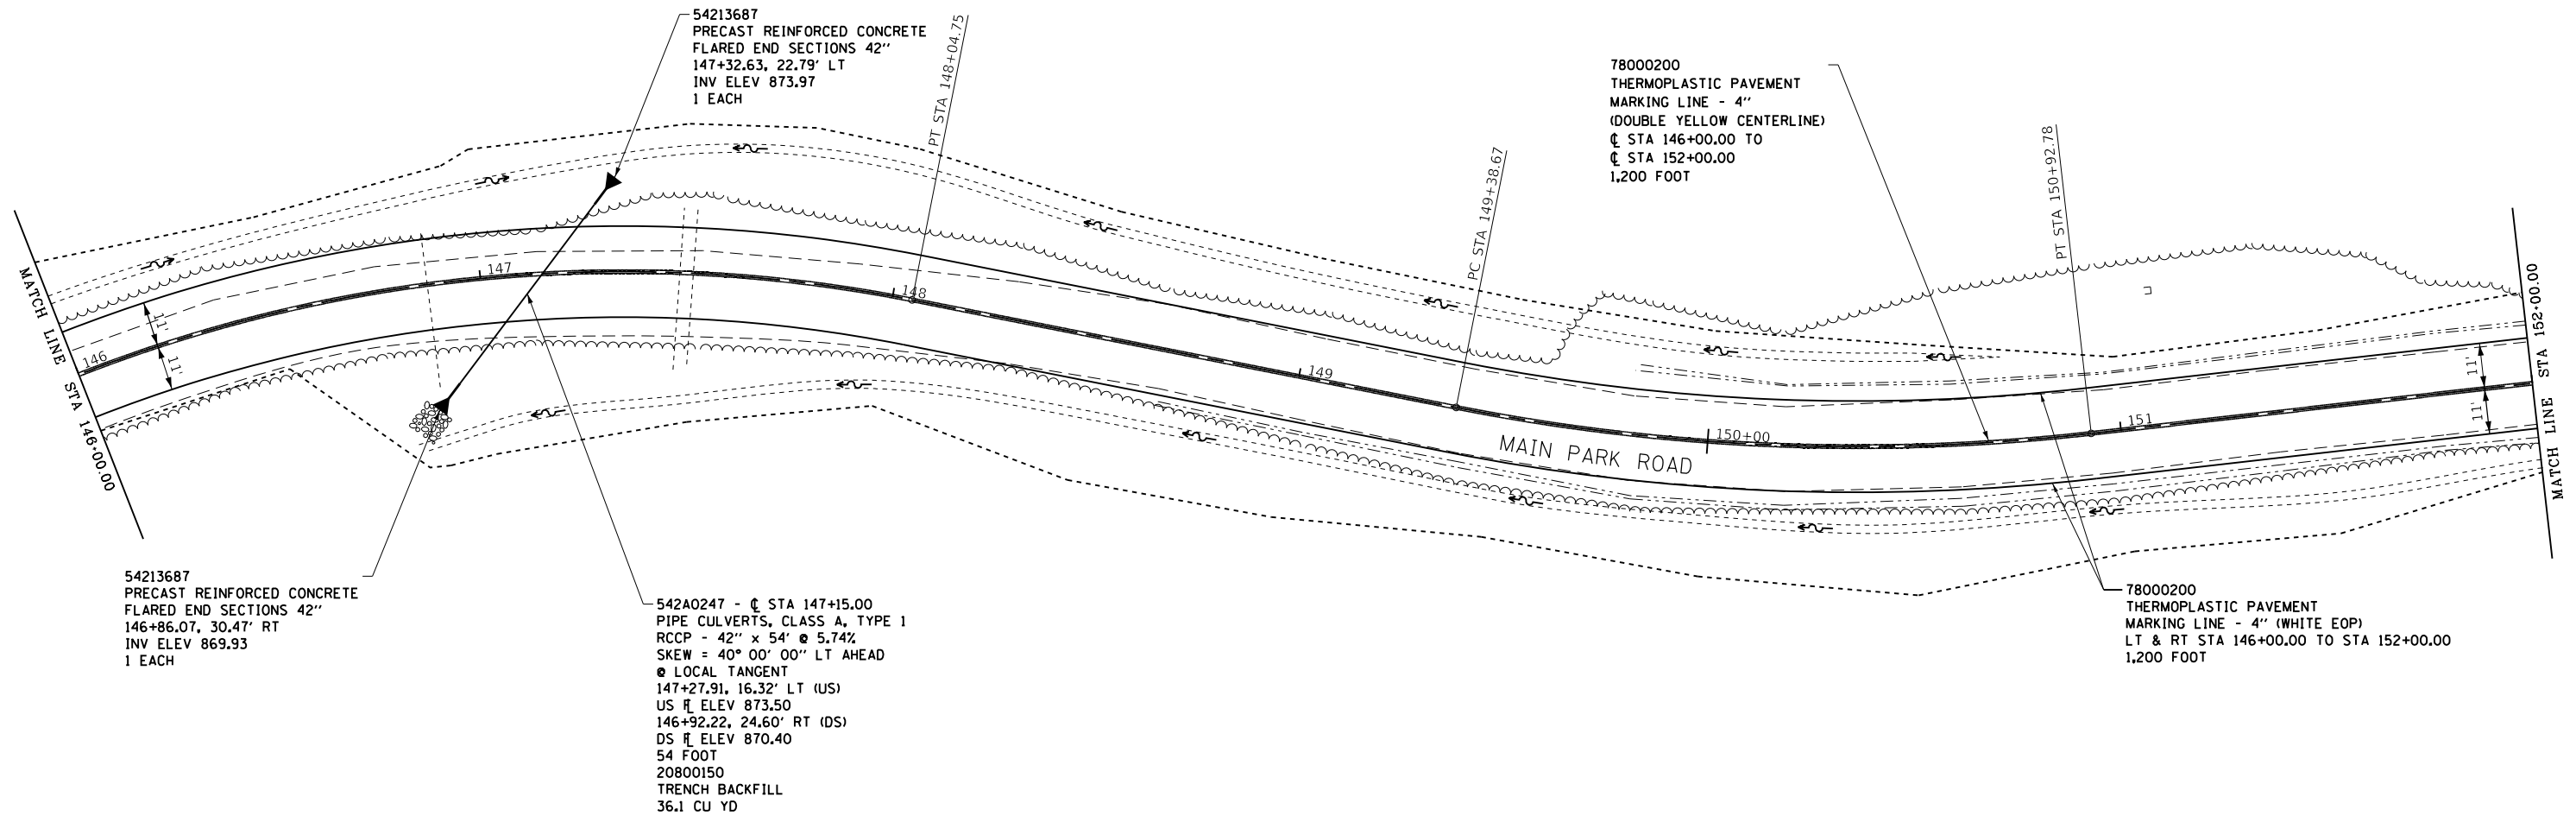 54213687
PRECAST REINFORCED CONCRETE
FLARED END SECTIONS 42"
147+32.63, 22.79' LT
INV ELEV 873.97
1 EACH
PT STA 148+04.75
78000200
THERMOPLASTIC PAVEMENT
MARKING LINE - 4"
(DOUBLE YELLOW CENTERLINE)
℄ STA 146+00.00 TO
℄ STA 152+00.00
1,200 FOOT
PC STA 149+38.67
PT STA 150+92.78
MATCH LINE STA 146+00.00
146
11'
11'
147
148
149
150+00
151
MAIN PARK ROAD
11'
11'
MATCH LINE STA 152+00.00
54213687
PRECAST REINFORCED CONCRETE
FLARED END SECTIONS 42"
146+86.07, 30.47' RT
INV ELEV 869.93
1 EACH
542A0247 - ℄ STA 147+15.00
PIPE CULVERTS, CLASS A, TYPE 1
RCCP - 42" x 54' @ 5.74%
SKEW = 40° 00' 00" LT AHEAD
@ LOCAL TANGENT
147+27.91, 16.32' LT (US)
US FL ELEV 873.50
146+92.22, 24.60' RT (DS)
DS FL ELEV 870.40
54 FOOT
20800150
TRENCH BACKFILL
36.1 CU YD
78000200
THERMOPLASTIC PAVEMENT
MARKING LINE - 4" (WHITE EOP)
LT & RT STA 146+00.00 TO STA 152+00.00
1,200 FOOT